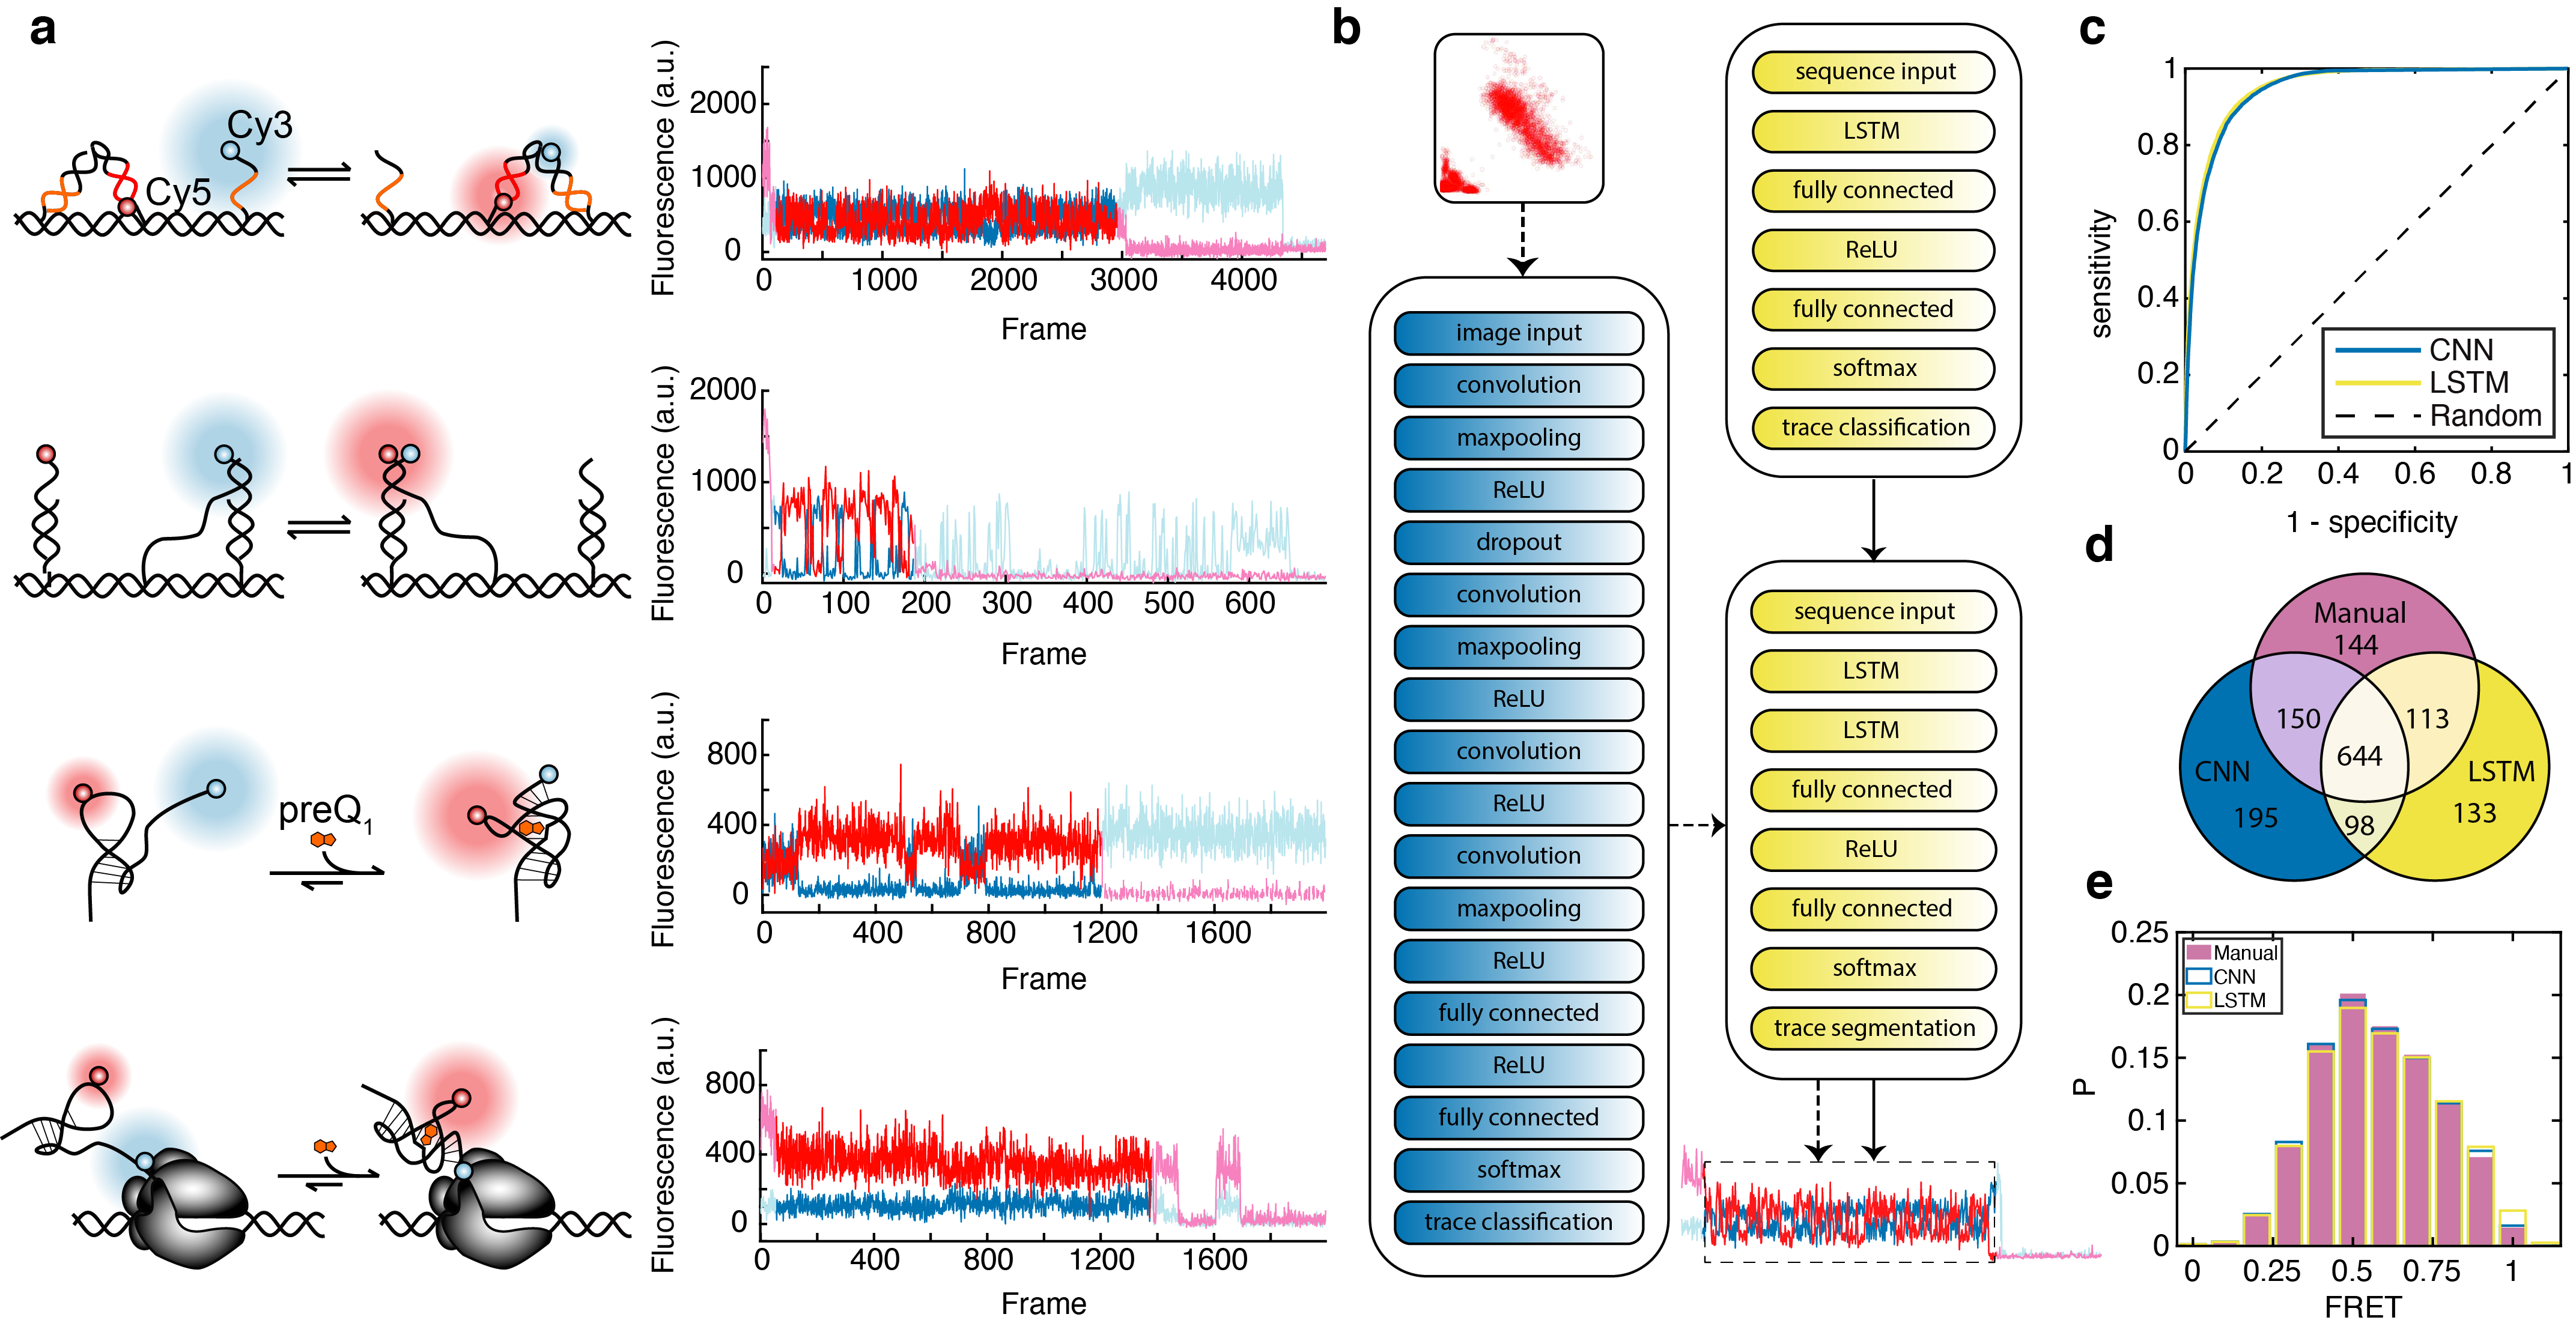 a
Cy3
Cy5
Fluorescence (a.u.)
2000
1000
0
0 1000 2000 3000 4000
Frame
Fluorescence (a.u.)
2000
1000
0
0 100 200 300 400 500 600
Frame
preQ1
Fluorescence (a.u.)
800
400
0
0 400 800 1200 1600
Frame
Fluorescence (a.u.)
800
400
0
0 400 800 1200 1600
Frame
b
image input
convolution
maxpooling
ReLU
dropout
convolution
maxpooling
ReLU
convolution
ReLU
convolution
maxpooling
ReLU
fully connected
ReLU
fully connected
softmax
trace classification
sequence input
LSTM
fully connected
ReLU
fully connected
softmax
trace classification
sequence input
LSTM
LSTM
fully connected
ReLU
fully connected
softmax
trace segmentation
c
sensitivity
1
0.8
0.6
0.4
0.2
0
CNN
LSTM
Random
0 0.2 0.4 0.6 0.8 1
1 - specificity
d
Manual
144
150
113
644
CNN
LSTM
195
133
98
e
P
0.25
0.2
0.15
0.1
0.05
0
Manual
CNN
LSTM
0 0.25 0.5 0.75 1
FRET